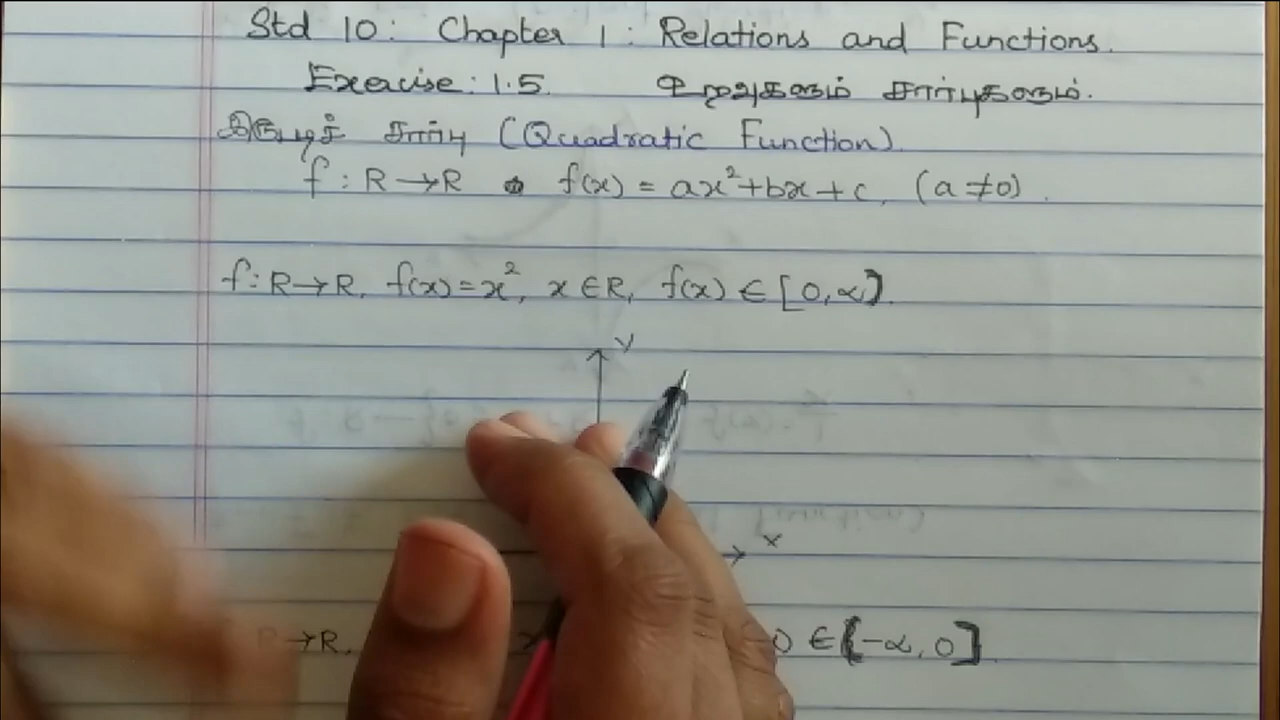 Std 10: Chapter 1: Relations and Functions.
Exercise: 1.5. உறவுகளும் சார்புகளும்.
இருபடிச் சார்பு (Quadratic Function).
f : R → R f(x) = ax²+bx+c, (a ≠ 0).
f: R→R, f(x)=x², x ∈ R, f(x) ∈ [0,∝).
y
x
R→R, ∈ (-∝, 0].